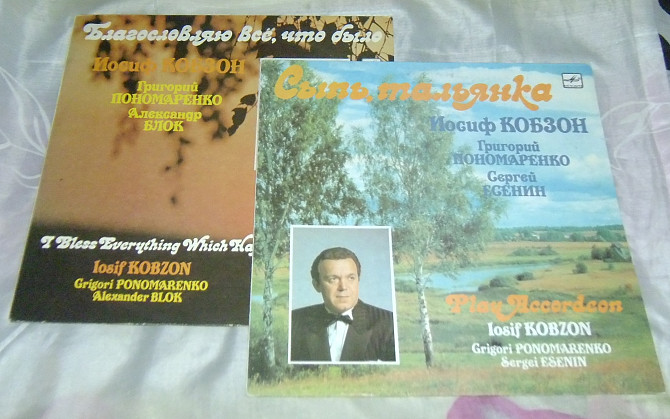 Благословляю всё, что было
Иосиф КОБЗОН
Григорий
ПОНОМАРЕНКО
Александр
БЛОК
I Bless Everything Which Ha
Iosif KOBZON
Grigori PONOMARENKO
Alexander BLOK
Сыпь, тальянка
Иосиф КОБЗОН
Григорий
ПОНОМАРЕНКО
Сергей
ЕСЕНИН
Play Accordeon
Iosif KOBZON
Grigori PONOMARENKO
Sergei ESENIN